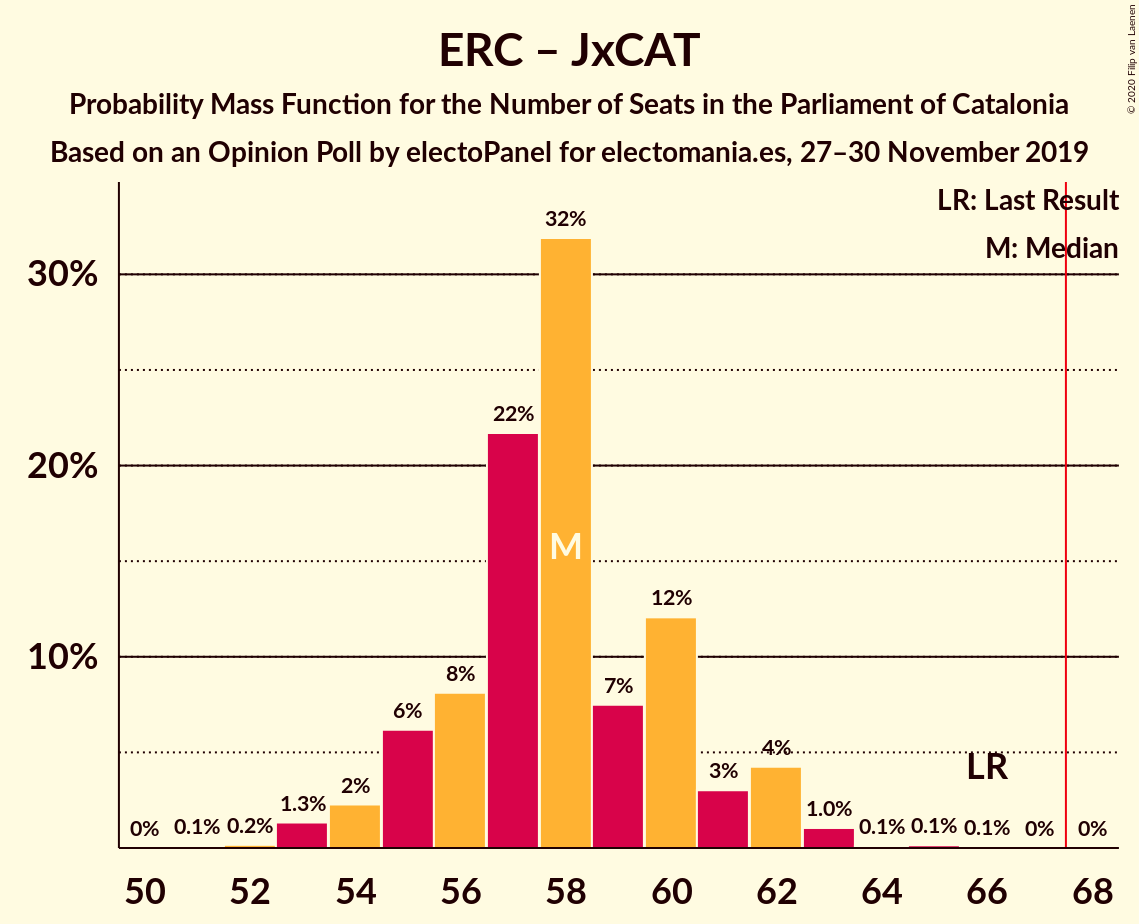 ERC – JxCAT
Probability Mass Function for the Number of Seats in the Parliament of Catalonia
Based on an Opinion Poll by electoPanel for electomania.es, 27–30 November 2019
© 2020 Filip van Laenen
LR: Last Result
M: Median
30%
20%
10%
0%
0.1%
0.2%
1.3%
2%
6%
8%
22%
32%
7%
12%
3%
4%
1.0%
0.1%
0.1%
0.1%
0%
0%
M
LR
50 52 54 56 58 60 62 64 66 68